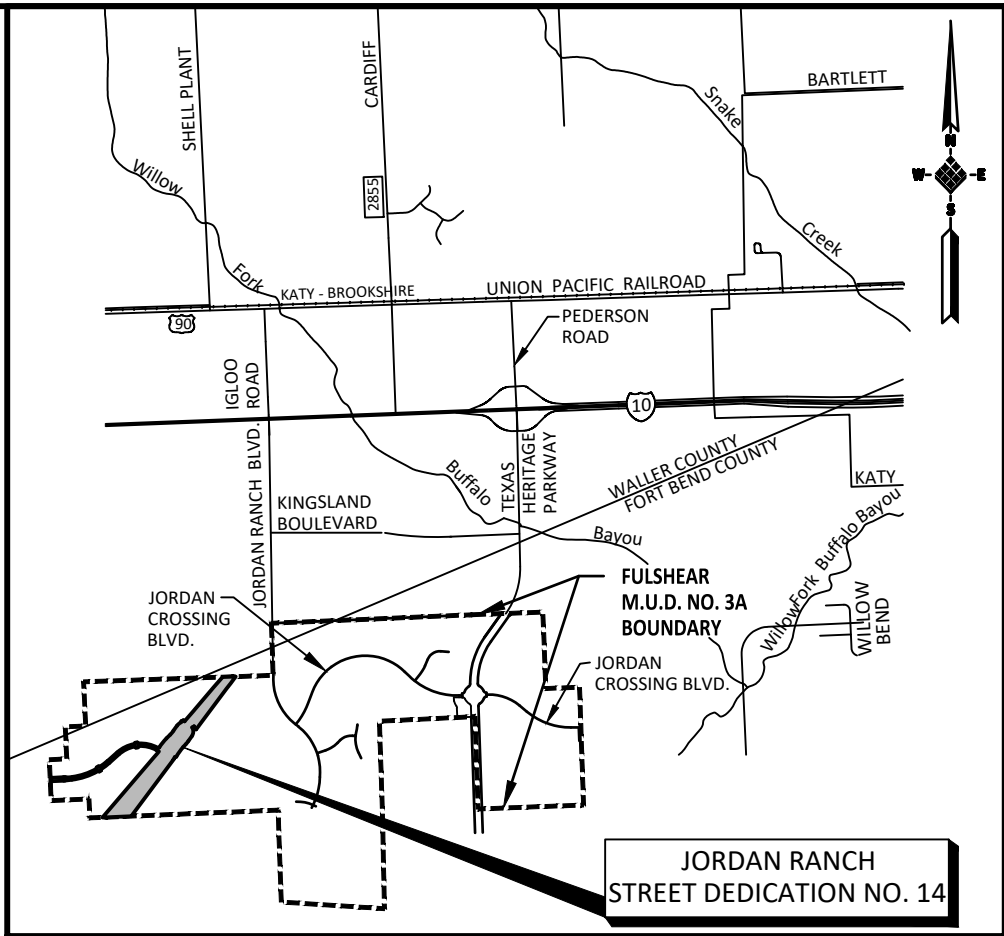 SHELL PLANT
CARDIFF
BARTLETT
Snake
N
W
E
S
Willow
2855
Creek
Fork
KATY - BROOKSHIRE
UNION PACIFIC RAILROAD
90
PEDERSON
ROAD
IGLOO
ROAD
10
JORDAN RANCH BLVD.
TEXAS
HERITAGE
PARKWAY
WALLER COUNTY
FORT BEND COUNTY
KATY
Buffalo
KINGSLAND
BOULEVARD
Bayou
Willow Fork Buffalo Bayou
WILLOW
BEND
FULSHEAR
M.U.D. NO. 3A
BOUNDARY
JORDAN
CROSSING
BLVD.
JORDAN
CROSSING BLVD.
JORDAN RANCH
STREET DEDICATION NO. 14